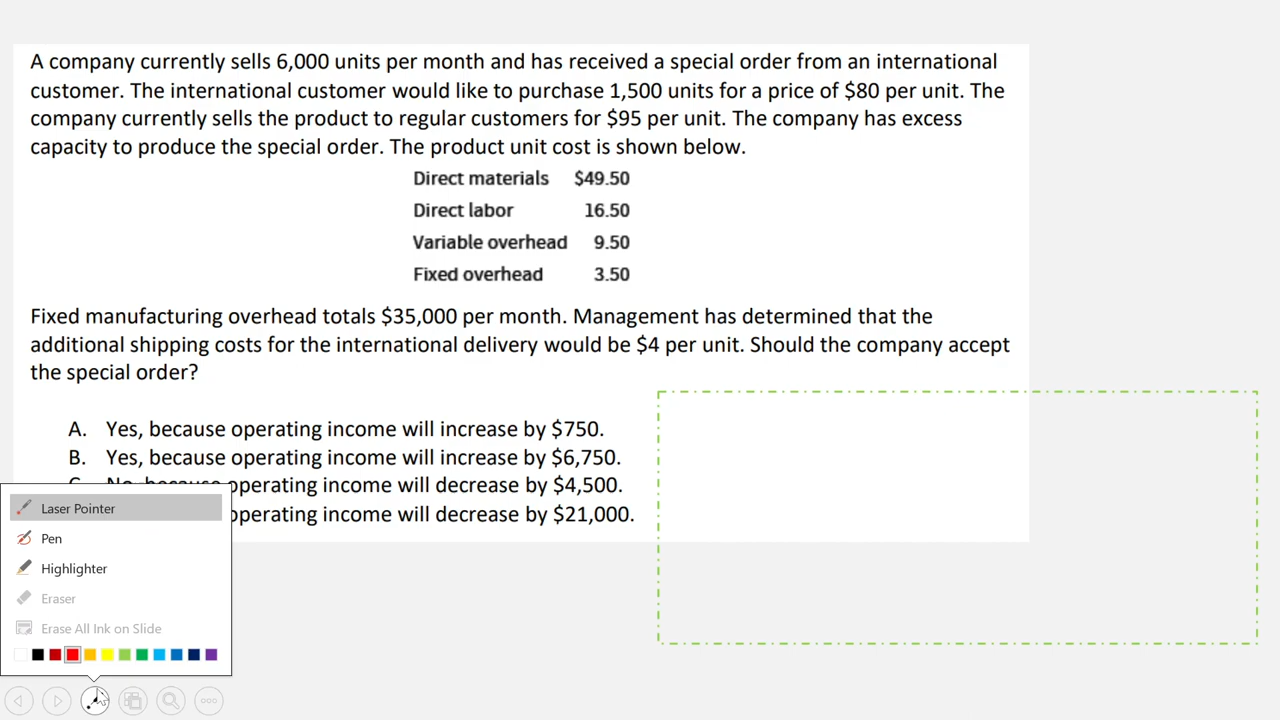 A company currently sells 6,000 units per month and has received a special order from an international
customer. The international customer would like to purchase 1,500 units for a price of $80 per unit. The
company currently sells the product to regular customers for $95 per unit. The company has excess
capacity to produce the special order. The product unit cost is shown below.
Direct materials $49.50
Direct labor 16.50
Variable overhead 9.50
Fixed overhead 3.50
Fixed manufacturing overhead totals $35,000 per month. Management has determined that the
additional shipping costs for the international delivery would be $4 per unit. Should the company accept
the special order?
A. Yes, because operating income will increase by $750.
B. Yes, because operating income will increase by $6,750.
C. No, because operating income will decrease by $4,500.
operating income will decrease by $21,000.
Laser Pointer
Pen
Highlighter
Eraser
Erase All Ink on Slide